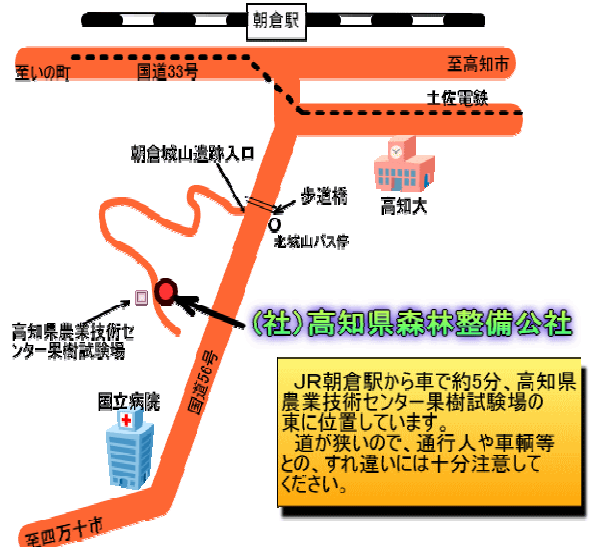 朝倉駅
至いの町
国道33号
至高知市
土佐電鉄
朝倉城山遺跡入口
歩道橋
高知大
北城山バス停
(社)高知県森林整備公社
高知県農業技術セ
ンター果樹試験場
国道56号
国立病院
至四万十市
JR朝倉駅から車で約5分、高知県
農業技術センター果樹試験場の
東に位置しています。
道が狭いので、通行人や車輌等
との、すれ違いには十分注意して
ください。